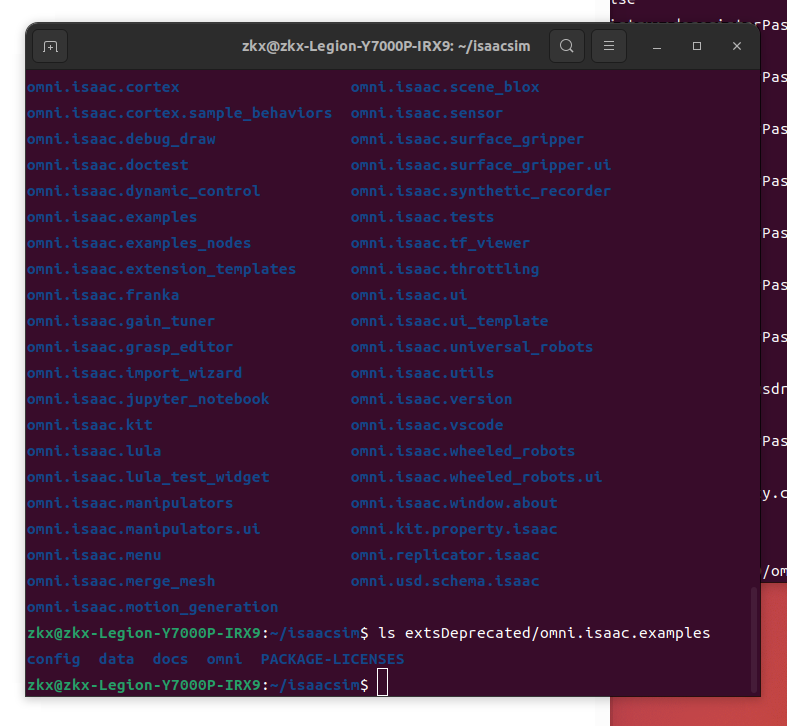 zkx@zkx-Legion-Y7000P-IRX9: ~/isaacsim
omni.isaac.cortex omni.isaac.scene_blox
omni.isaac.cortex.sample_behaviors omni.isaac.sensor
omni.isaac.debug_draw omni.isaac.surface_gripper
omni.isaac.doctest omni.isaac.surface_gripper.ui
omni.isaac.dynamic_control omni.isaac.synthetic_recorder
omni.isaac.examples omni.isaac.tests
omni.isaac.examples_nodes omni.isaac.tf_viewer
omni.isaac.extension_templates omni.isaac.throttling
omni.isaac.franka omni.isaac.ui
omni.isaac.gain_tuner omni.isaac.ui_template
omni.isaac.grasp_editor omni.isaac.universal_robots
omni.isaac.import_wizard omni.isaac.utils
omni.isaac.jupyter_notebook omni.isaac.version
omni.isaac.kit omni.isaac.vscode
omni.isaac.lula omni.isaac.wheeled_robots
omni.isaac.lula_test_widget omni.isaac.wheeled_robots.ui
omni.isaac.manipulators omni.isaac.window.about
omni.isaac.manipulators.ui omni.kit.property.isaac
omni.isaac.menu omni.replicator.isaac
omni.isaac.merge_mesh omni.usd.schema.isaac
omni.isaac.motion_generation
zkx@zkx-Legion-Y7000P-IRX9:~/isaacsim$ ls extsDeprecated/omni.isaac.examples
config data docs omni PACKAGE-LICENSES
zkx@zkx-Legion-Y7000P-IRX9:~/isaacsim$
Pas
Pas
Pas
Pas
Pas
Pas
Pas
sdr
Pas
y.c
/om